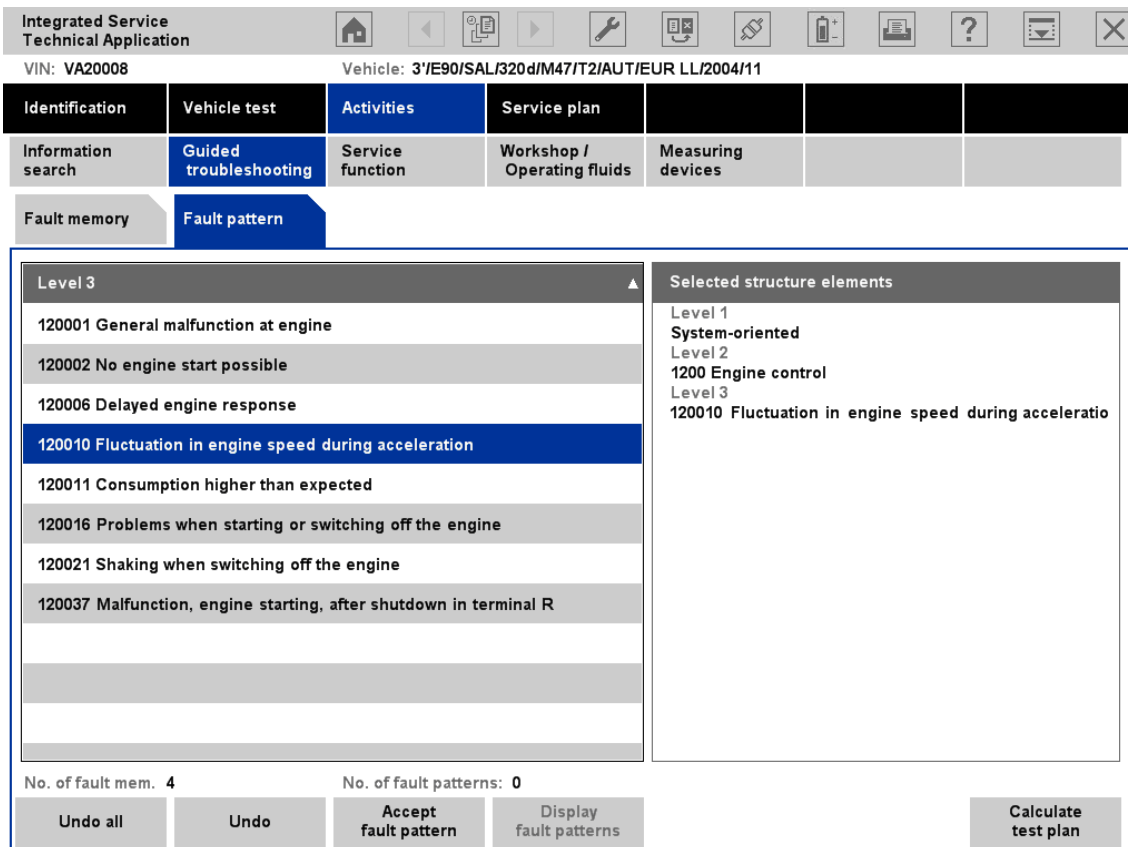 Integrated Service
Technical Application
VIN: VA20008 Vehicle: 3'/E90/SAL/320d/M47/T2/AUT/EUR LL/2004/11
Identification Vehicle test Activities Service plan
Information search Guided troubleshooting Service function Workshop / Operating fluids Measuring devices
Fault memory Fault pattern
Level 3
120001 General malfunction at engine
120002 No engine start possible
120006 Delayed engine response
120010 Fluctuation in engine speed during acceleration
120011 Consumption higher than expected
120016 Problems when starting or switching off the engine
120021 Shaking when switching off the engine
120037 Malfunction, engine starting, after shutdown in terminal R
Selected structure elements
Level 1
System-oriented
Level 2
1200 Engine control
Level 3
120010 Fluctuation in engine speed during acceleratio
No. of fault mem. 4 No. of fault patterns: 0
Undo all Undo Accept fault pattern Display fault patterns Calculate test plan